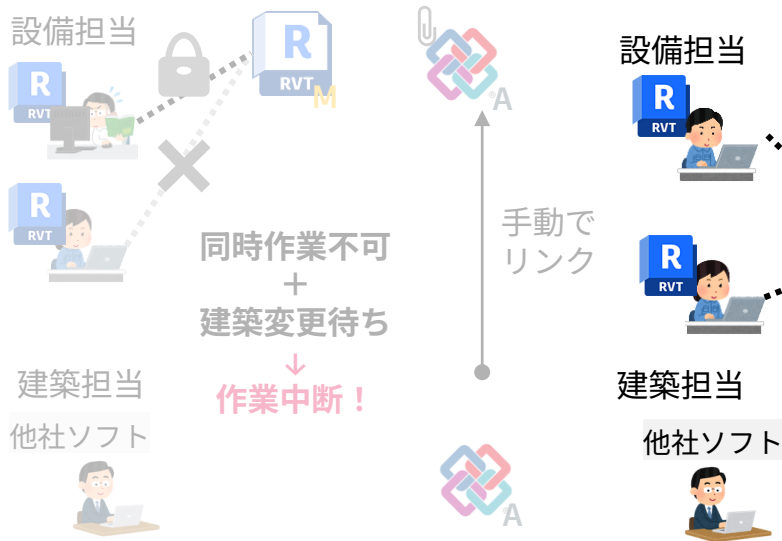 設備担当
R
RVT
R
RVT
M
R
RVT
同時作業不可
+
建築変更待ち
↓
作業中断！
建築担当
他社ソフト
A
手動で
リンク
A
設備担当
R
RVT
R
RVT
建築担当
他社ソフト